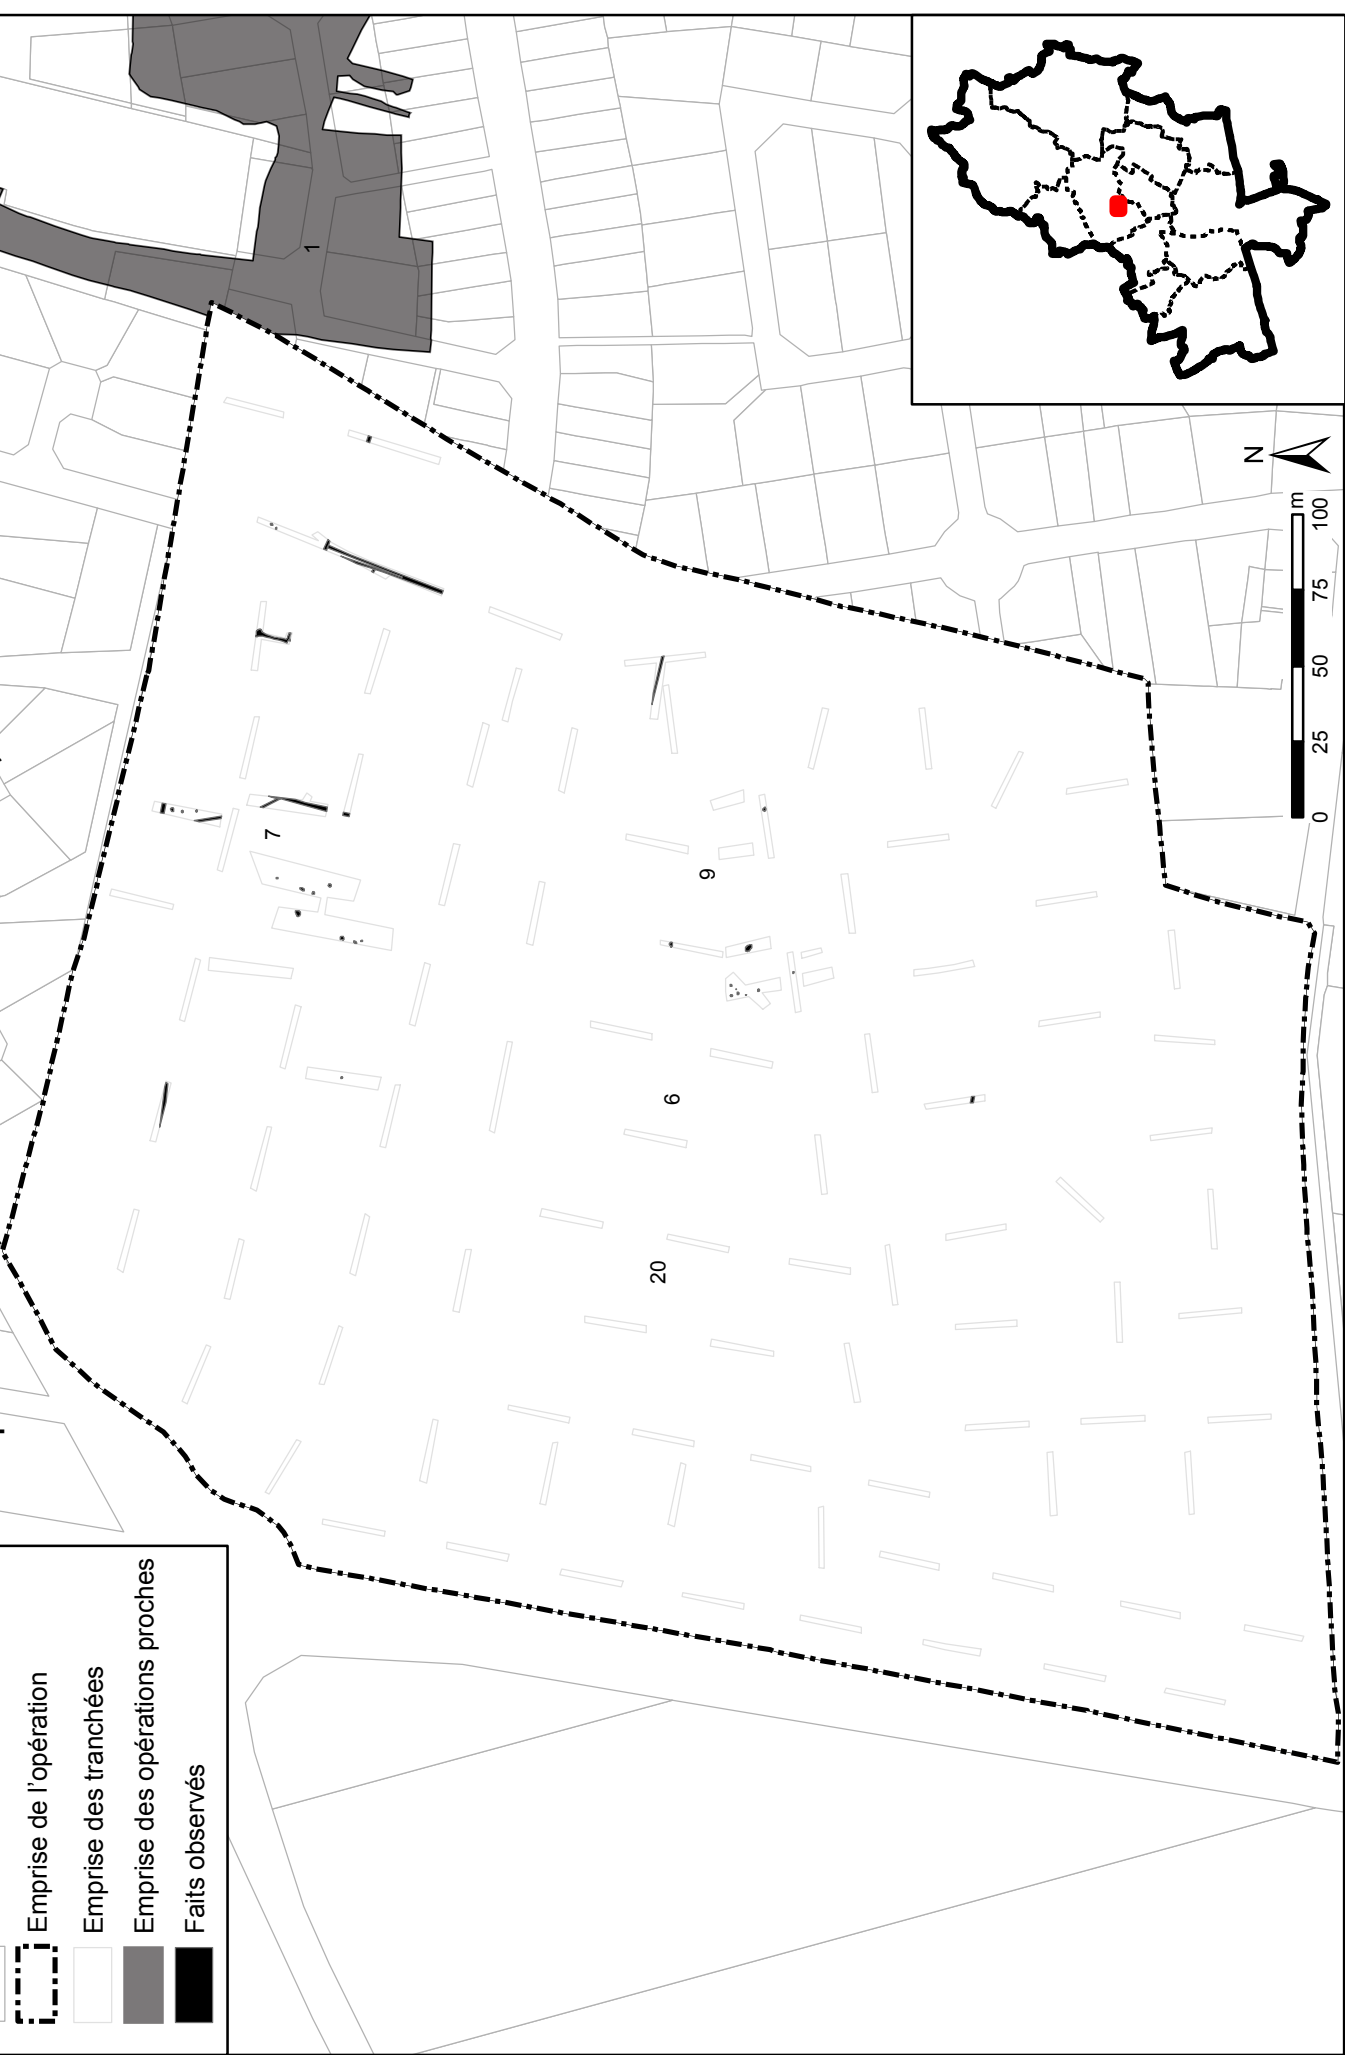 Emprise de l'opération
Emprise des tranchées
Emprise des opérations proches
Faits observés
1
7
9
6
20
N
0 25 50 75 100
m